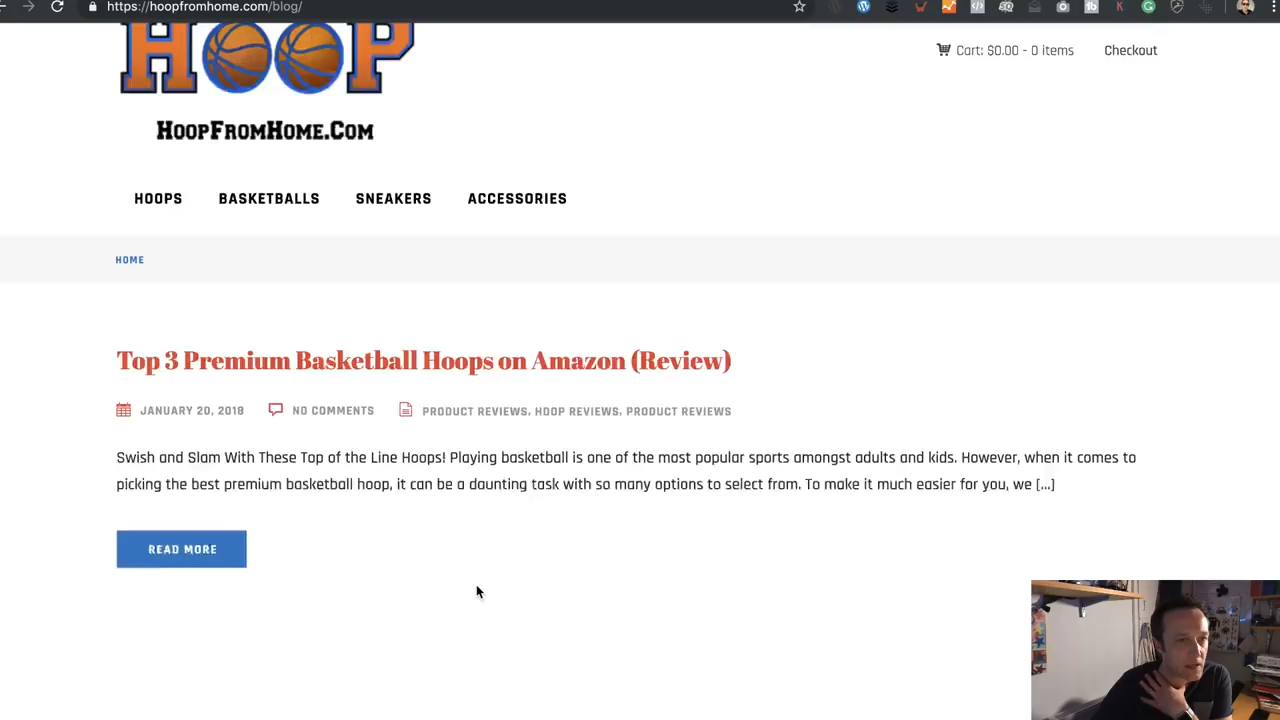 https://hoopfromhome.com/blog/
HOOP
HOOPFROMHOME.COM
Cart: $0.00 - 0 items Checkout
HOOPS BASKETBALLS SNEAKERS ACCESSORIES
HOME
Top 3 Premium Basketball Hoops on Amazon (Review)
JANUARY 20, 2018 NO COMMENTS PRODUCT REVIEWS, HOOP REVIEWS, PRODUCT REVIEWS
Swish and Slam With These Top of the Line Hoops! Playing basketball is one of the most popular sports amongst adults and kids. However, when it comes to
picking the best premium basketball hoop, it can be a daunting task with so many options to select from. To make it much easier for you, we [...]
READ MORE